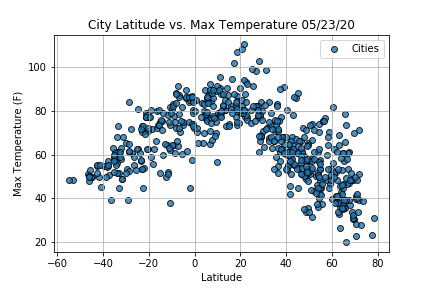 City Latitude vs. Max Temperature 05/23/20
Cities
Max Temperature (F)
100
80
60
40
20
−60 −40 −20 0 20 40 60 80
Latitude